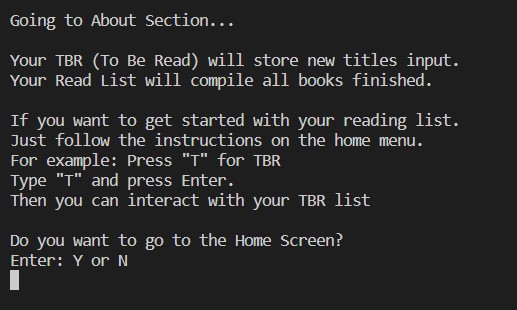 Going to About Section...
Your TBR (To Be Read) will store new titles input.
Your Read List will compile all books finished.
If you want to get started with your reading list.
Just follow the instructions on the home menu.
For example: Press "T" for TBR
Type "T" and press Enter.
Then you can interact with your TBR list
Do you want to go to the Home Screen?
Enter: Y or N